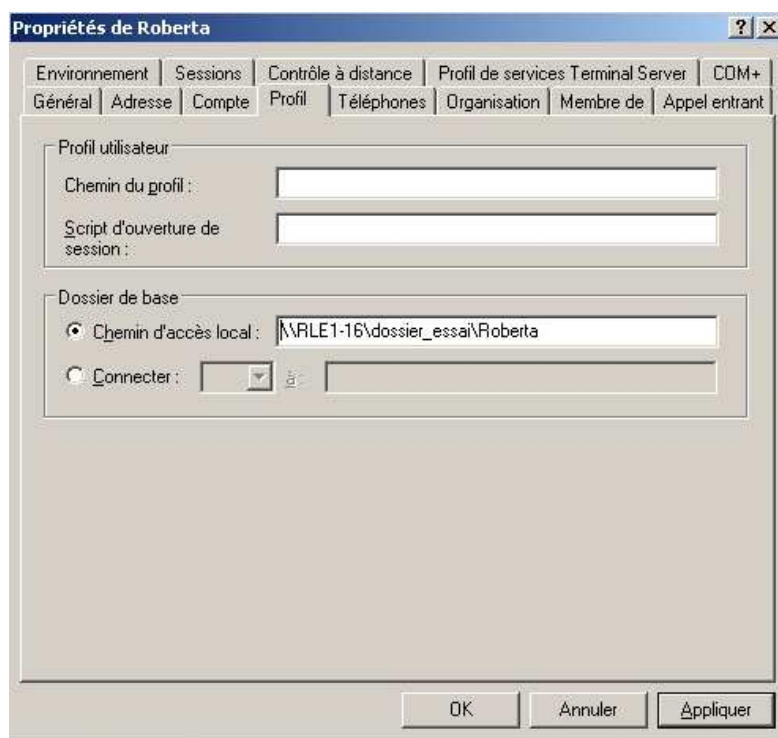 Propriétés de Roberta
Environnement Sessions Contrôle à distance Profil de services Terminal Server COM+
Général Adresse Compte Profil Téléphones Organisation Membre de Appel entrant
Profil utilisateur
Chemin du profil :
Script d'ouverture de
session :
Dossier de base
Chemin d'accès local : \\RLE1-16\dossier_essai\Roberta
Connecter : à :
OK Annuler Appliquer